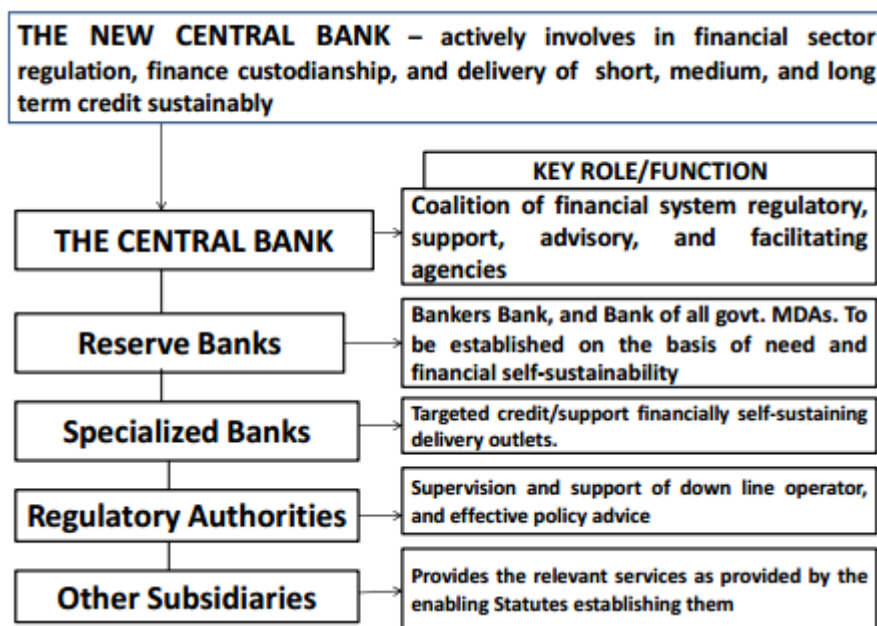 THE NEW CENTRAL BANK – actively involves in financial sector
regulation, finance custodianship, and delivery of short, medium, and long
term credit sustainably
KEY ROLE/FUNCTION
THE CENTRAL BANK
Coalition of financial system regulatory,
support, advisory, and facilitating
agencies
Reserve Banks
Bankers Bank, and Bank of all govt. MDAs. To
be established on the basis of need and
financial self-sustainability
Specialized Banks
Targeted credit/support financially self-sustaining
delivery outlets.
Regulatory Authorities
Supervision and support of down line operator,
and effective policy advice
Other Subsidiaries
Provides the relevant services as provided by the
enabling Statutes establishing them